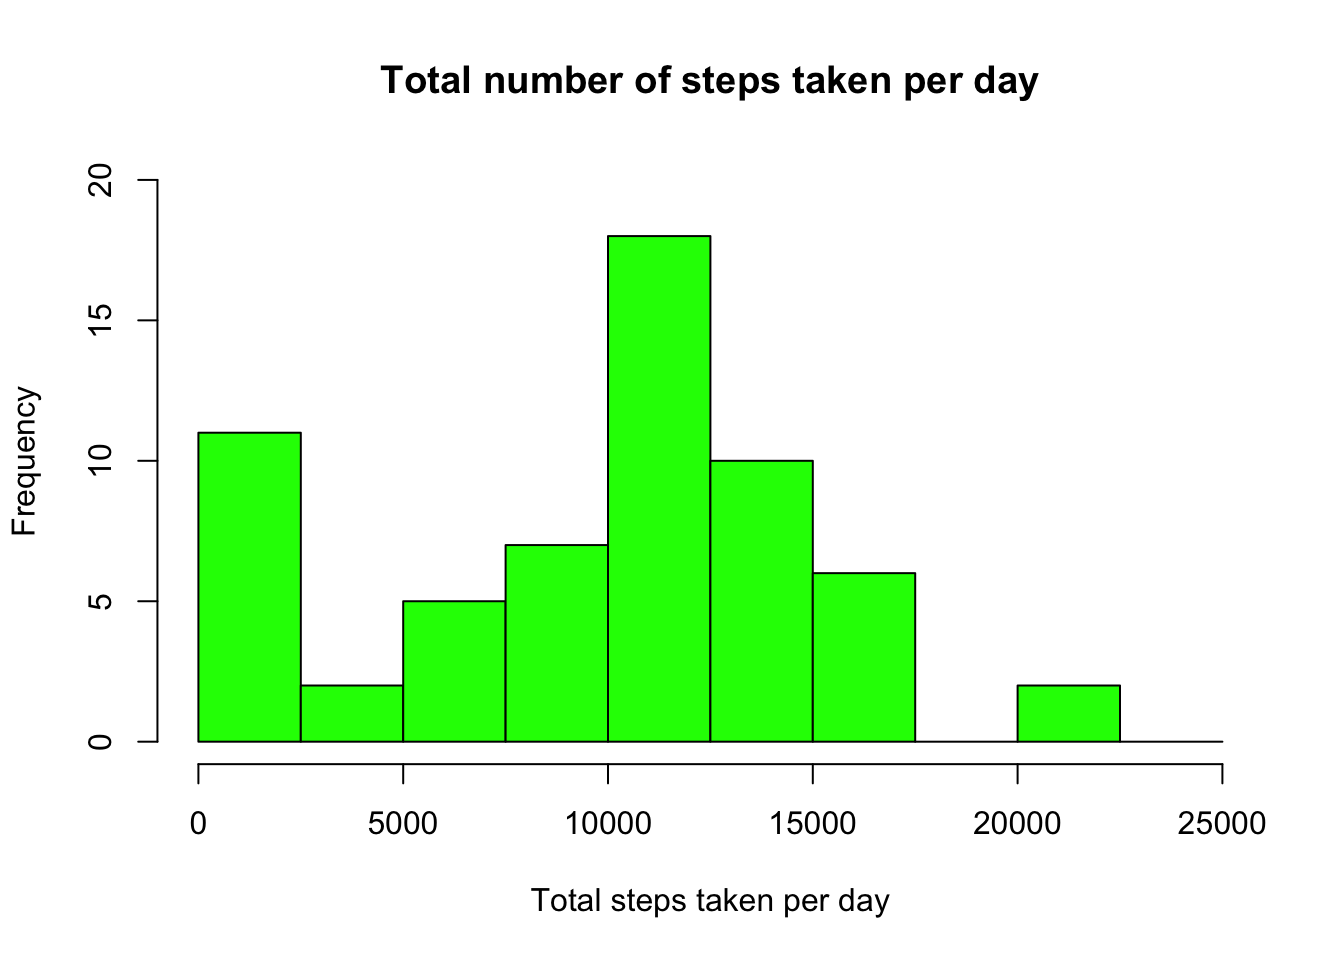 Total number of steps taken per day
20
15
10
5
0
Frequency
0 5000 10000 15000 20000 25000
Total steps taken per day